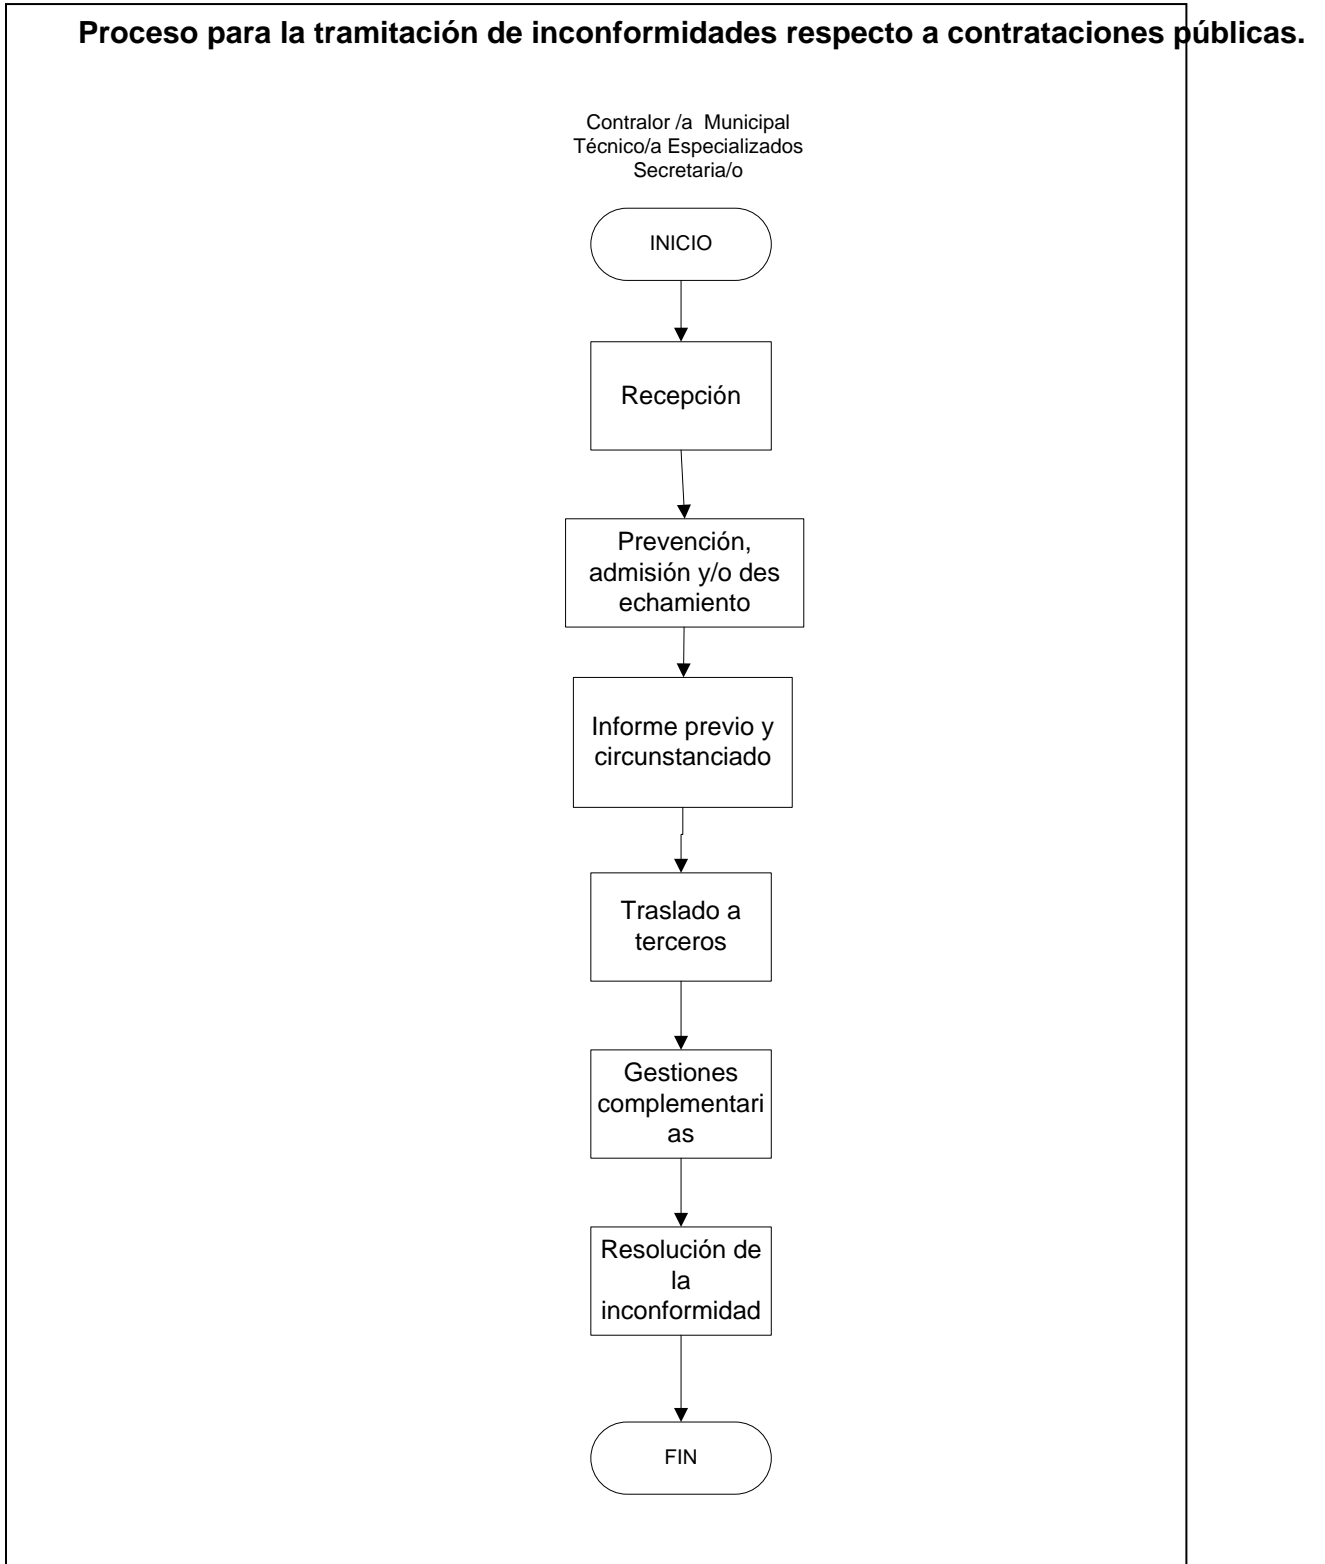 Proceso para la tramitación de inconformidades respecto a contrataciones públicas.
Contralor /a  Municipal
Técnico/a Especializados
Secretaria/o
INICIO
Recepción
Prevención,
admisión y/o des
echamiento
Informe previo y
circunstanciado
Traslado a
terceros
Gestiones
complementari
as
Resolución de
la
inconformidad
FIN